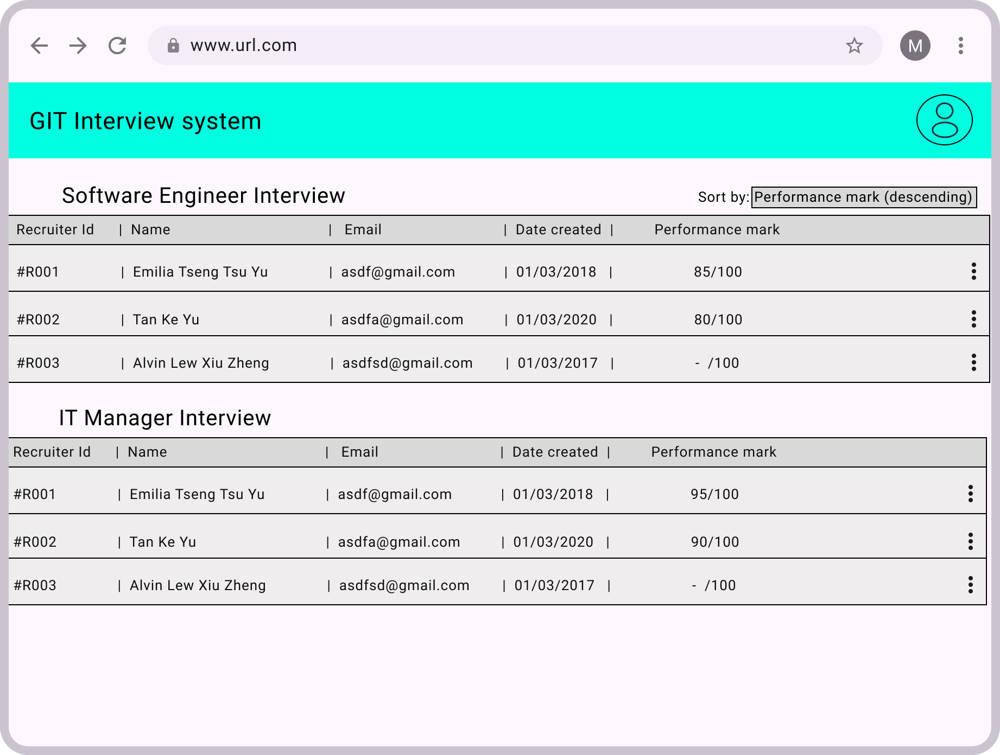 www.url.com
M
GIT Interview system
Software Engineer Interview
Sort by: Performance mark (descending)
Recruiter Id | Name | Email | Date created | Performance mark
#R001 | Emilia Tseng Tsu Yu | asdf@gmail.com | 01/03/2018 | 85/100
#R002 | Tan Ke Yu | asdfa@gmail.com | 01/03/2020 | 80/100
#R003 | Alvin Lew Xiu Zheng | asdfsd@gmail.com | 01/03/2017 | - /100
IT Manager Interview
Recruiter Id | Name | Email | Date created | Performance mark
#R001 | Emilia Tseng Tsu Yu | asdf@gmail.com | 01/03/2018 | 95/100
#R002 | Tan Ke Yu | asdfa@gmail.com | 01/03/2020 | 90/100
#R003 | Alvin Lew Xiu Zheng | asdfsd@gmail.com | 01/03/2017 | - /100